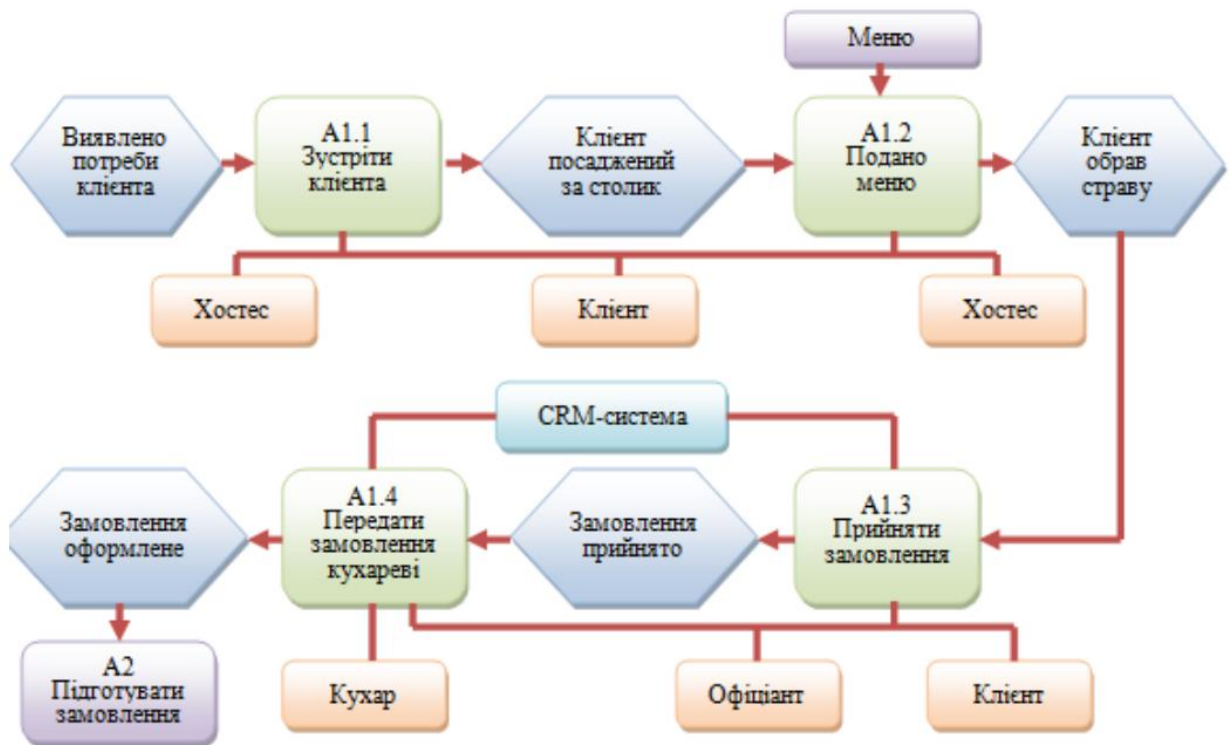 Меню
Виявлено
потреби
клієнта
А1.1
Зустріти
клієнта
Клієнт
посаджений
за столик
А1.2
Подано
меню
Клієнт
обрав
страву
Хостес
Клієнт
Хостес
CRM-система
Замовлення
оформлене
А1.4
Передати
замовлення
кухареві
Замовлення
прийнято
А1.3
Прийняти
замовлення
А2
Підготувати
замовлення
Кухар
Офіціант
Клієнт